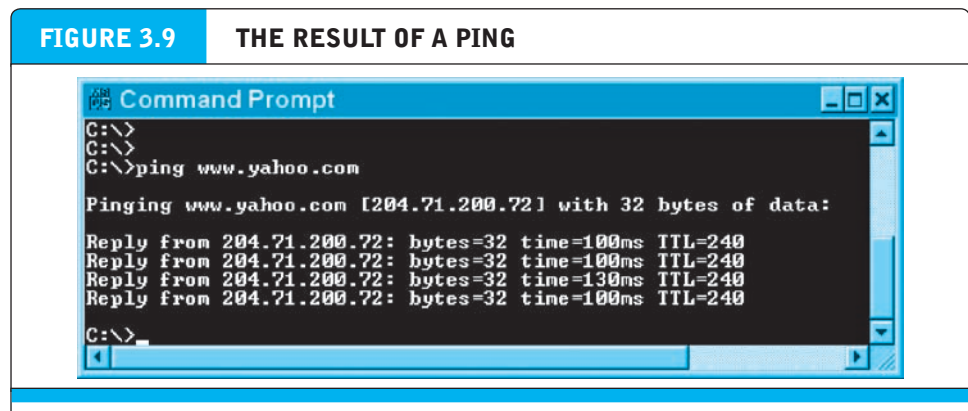 FIGURE 3.9 THE RESULT OF A PING
Command Prompt
C:\>
C:\>
C:\>ping www.yahoo.com
Pinging www.yahoo.com [204.71.200.72] with 32 bytes of data:
Reply from 204.71.200.72: bytes=32 time=100ms TTL=240
Reply from 204.71.200.72: bytes=32 time=100ms TTL=240
Reply from 204.71.200.72: bytes=32 time=130ms TTL=240
Reply from 204.71.200.72: bytes=32 time=100ms TTL=240
C:\>_